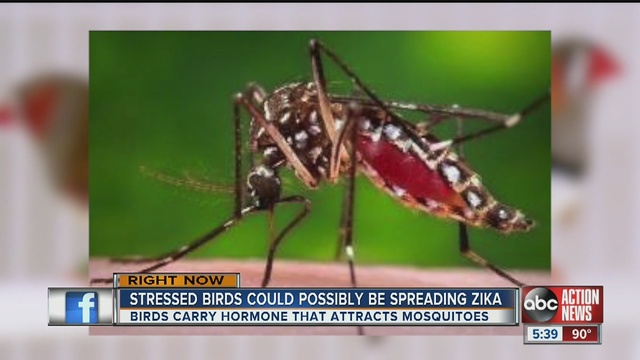 RIGHT NOW
STRESSED BIRDS COULD POSSIBLY BE SPREADING ZIKA
BIRDS CARRY HORMONE THAT ATTRACTS MOSQUITOES
f
abc ACTION NEWS
5:39 90°